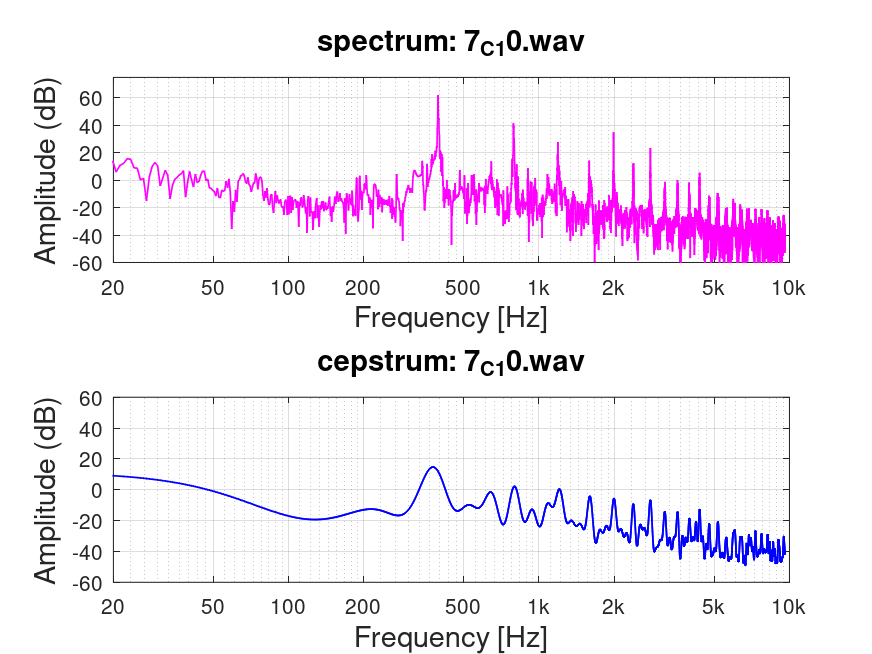 spectrum: 7C10.wav
Amplitude (dB)
60
40
20
0
-20
-40
-60
20 50 100 200 500 1k 2k 5k 10k
Frequency [Hz]
cepstrum: 7C10.wav
Amplitude (dB)
60
40
20
0
-20
-40
-60
20 50 100 200 500 1k 2k 5k 10k
Frequency [Hz]